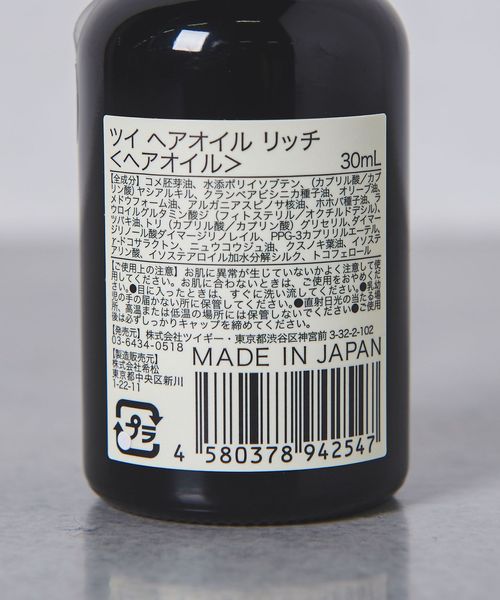 ツイ ヘアオイル リッチ
＜ヘアオイル＞ 30mL
【全成分】コメ胚芽油、水添ポリイソブテン、(カプリル酸/カプ
リン酸)ヤシアルキル、クランベアビシニカ種子油、オリーブ油、
メドウフォーム油、アルガニアスピノサ核油、ホホバ種子油、ラ
ウロイルグルタミン酸ジ(フィトステリル/オクチルドデシル)、
ツバキ油、トリ(カプリル酸/カプリン酸)グリセリル、ダイマー
ジリノール酸ダイマージリノレイル、PPG-3カプリルエーテル、
γ-ドコサラクトン、ニュウコウジュ油、クスノキ葉油、イソステ
アリン酸、イソステアロイル加水分解シルク、トコフェロール
【ご使用上の注意】お肌に異常が生じていないかよく注意して使
用してください。お肌に合わないときは、ご使用をおやめくだ
さい。●目に入ったときは、すぐに洗い流してください。●乳幼
児の手の届かない所に保管してください。●直射日光の当たる場
所、高温または低温の場所には保管しないでください●ご使用
後は必ずしっかりキャップを締めてください。
【発売元】株式会社ツイギー・東京都渋谷区神宮前 3-32-2-102
03-6434-0518
MADE IN JAPAN
【製造販売元】
株式会社希松
東京都中央区新川
1-22-11
プラ
4 580378 942547